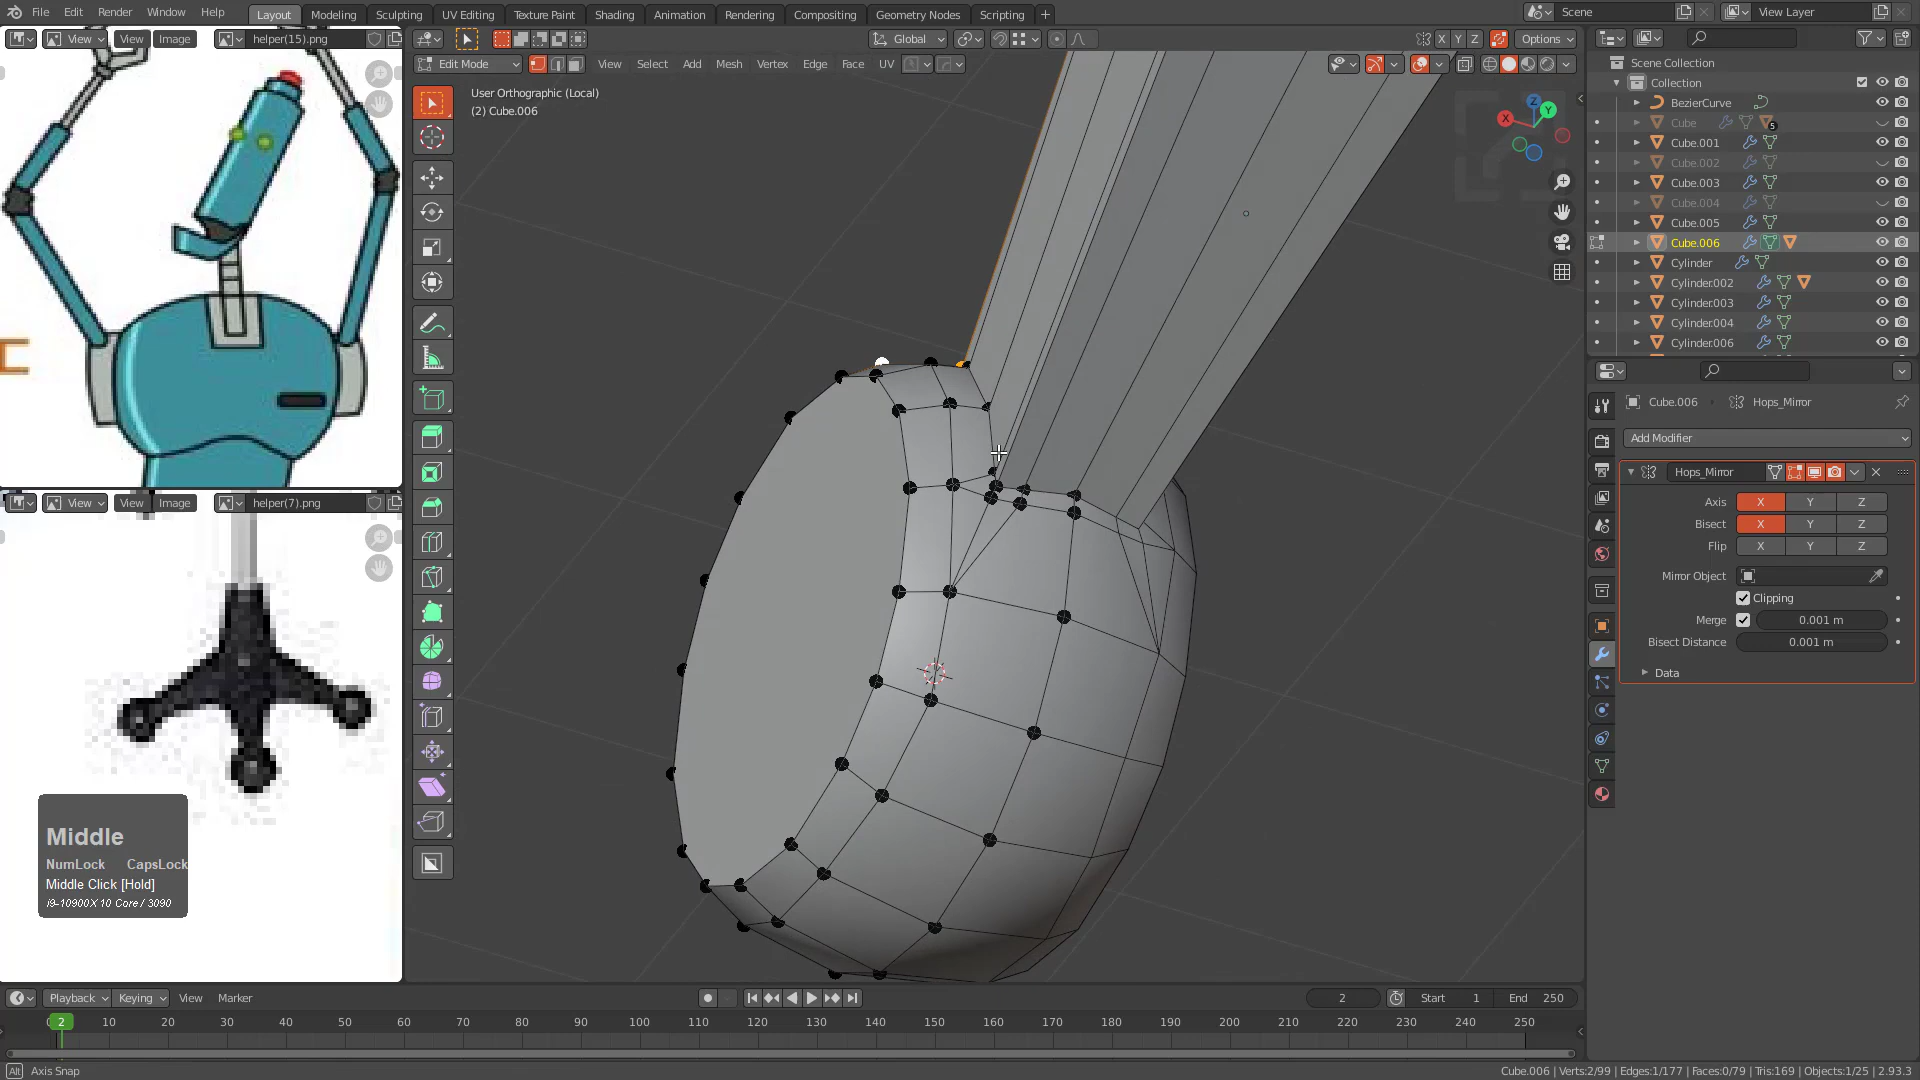 File Edit Render Window Help
Layout Modeling Sculpting UV Editing Texture Paint Shading Animation Rendering Compositing Geometry Nodes Scripting +
Scene View Layer
View View Image helper(15).png
Global X Y Z Options
Edit Mode View Select Add Mesh Vertex Edge Face UV
User Orthographic (Local)
(2) Cube.006
Z Y X
Scene Collection
Collection
BezierCurve
Cube 5
Cube.001
Cube.002
Cube.003
Cube.004
Cube.005
Cube.006
Cylinder
Cylinder.002
Cylinder.003
Cylinder.004
Cylinder.006
Cube.006 Hops_Mirror
Add Modifier
Hops_Mirror
Axis X Y Z
Bisect X Y Z
Flip X Y Z
Mirror Object
Clipping
Merge 0.001 m
Bisect Distance 0.001 m
Data
View View Image helper(7).png
Middle
NumLock CapsLock
Middle Click [Hold]
i9-10900X 10 Core / 3090
Playback Keying View Marker
2 Start 1 End 250
0 2 10 20 30 40 50 60 70 80 90 100 110 120 130 140 150 160 170 180 190 200 210 220 230 240 250
Alt Axis Snap
Cube.006 | Verts:2/99 | Edges:1/177 | Faces:0/79 | Tris:169 | Objects:1/25 | 2.93.3